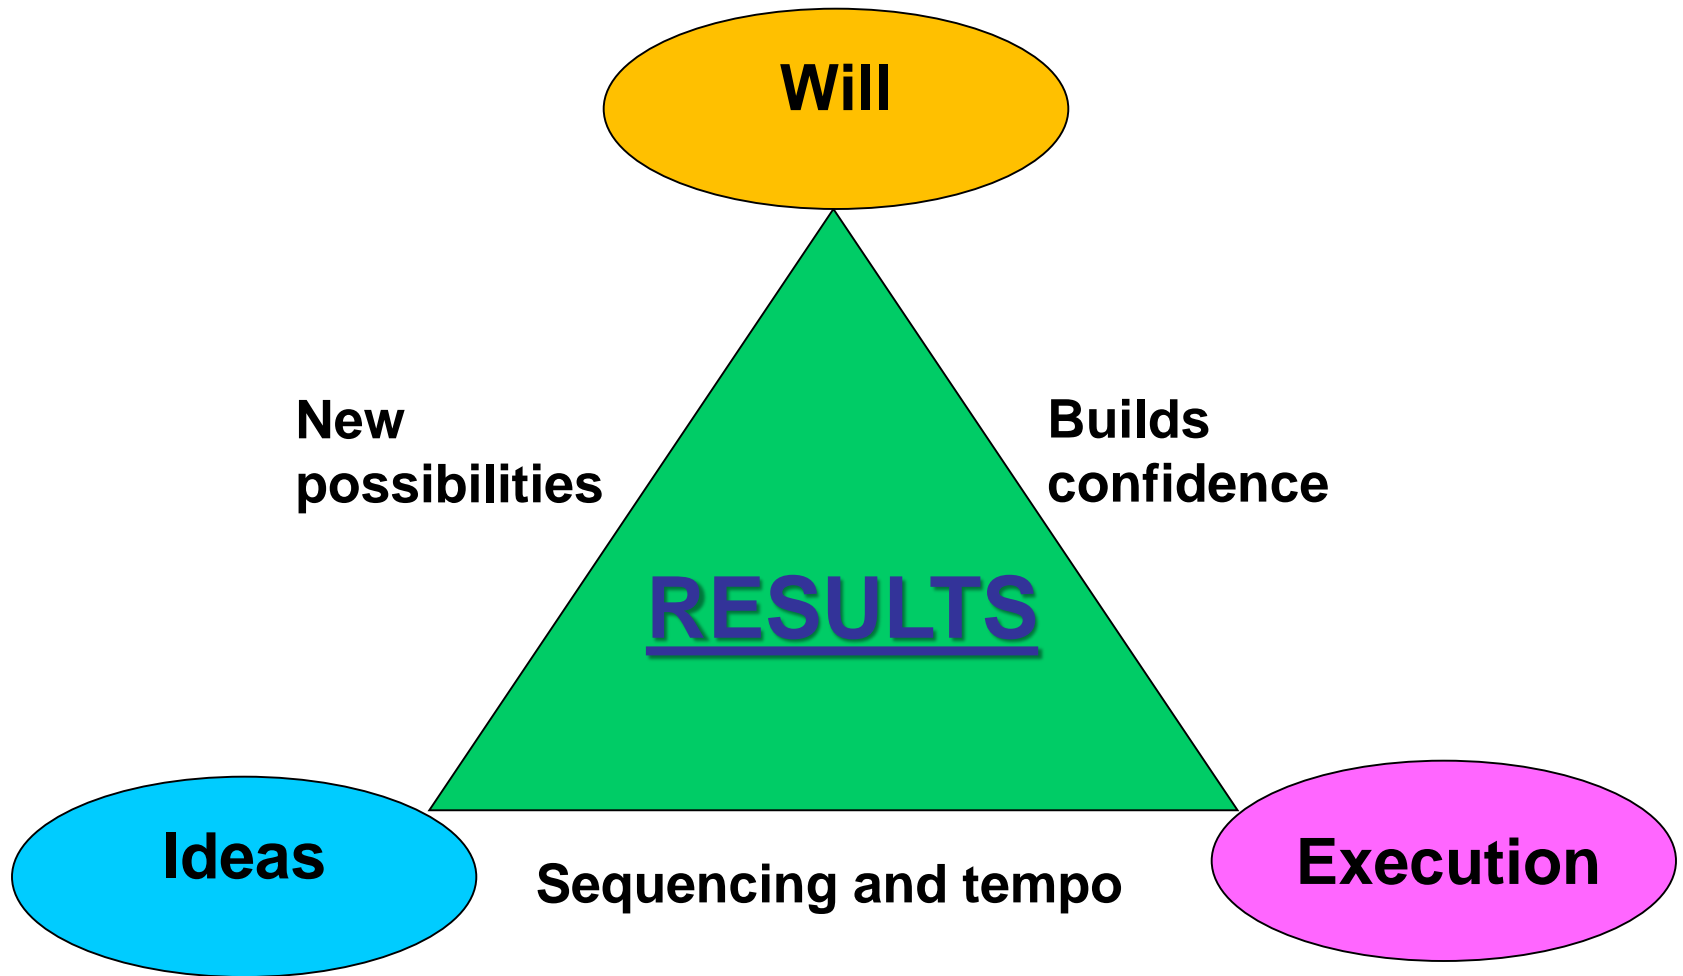 Will
New
possibilities
Builds
confidence
RESULTS
Ideas
Sequencing and tempo
Execution